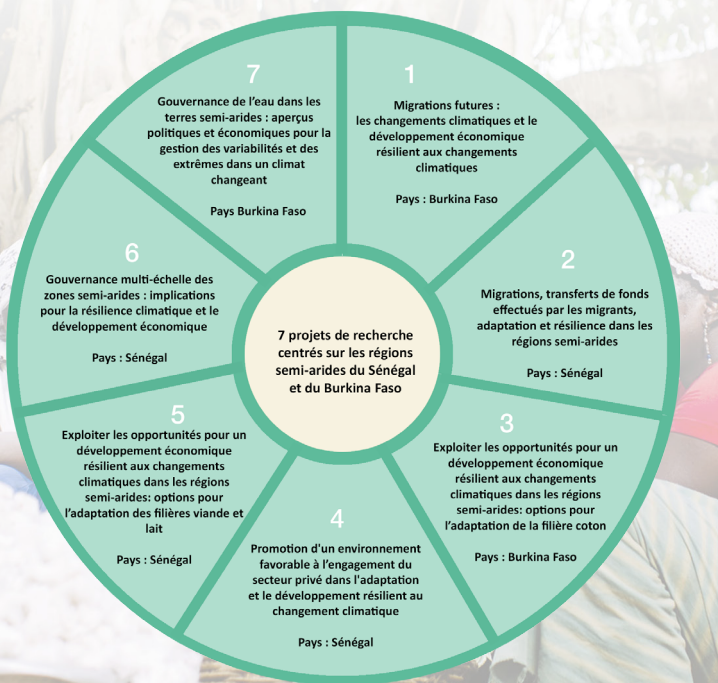 7 projets de recherche
centrés sur les régions
semi-arides du Sénégal
et du Burkina Faso
1
Migrations futures :
les changements climatiques et le
développement économique
résilient aux changements
climatiques
Pays : Burkina Faso
2
Migrations, transferts de fonds
effectués par les migrants,
adaptation et résilience dans les
régions semi-arides
Pays : Sénégal
3
Exploiter les opportunités pour un
développement économique
résilient aux changements
climatiques dans les régions
semi-arides: options pour
l’adaptation de la filière coton
Pays : Burkina Faso
4
Promotion d'un environnement
favorable à l’engagement du
secteur privé dans l'adaptation
et le développement résilient au
changement climatique
Pays : Sénégal
5
Exploiter les opportunités pour un
développement économique
résilient aux changements
climatiques dans les régions
semi-arides: options pour
l’adaptation des filières viande et
lait
Pays : Sénégal
6
Gouvernance multi-échelle des
zones semi-arides : implications
pour la résilience climatique et le
développement économique
Pays : Sénégal
7
Gouvernance de l’eau dans les
terres semi-arides : aperçus
politiques et économiques pour la
gestion des variabilités et des
extrêmes dans un climat
changeant
Pays Burkina Faso